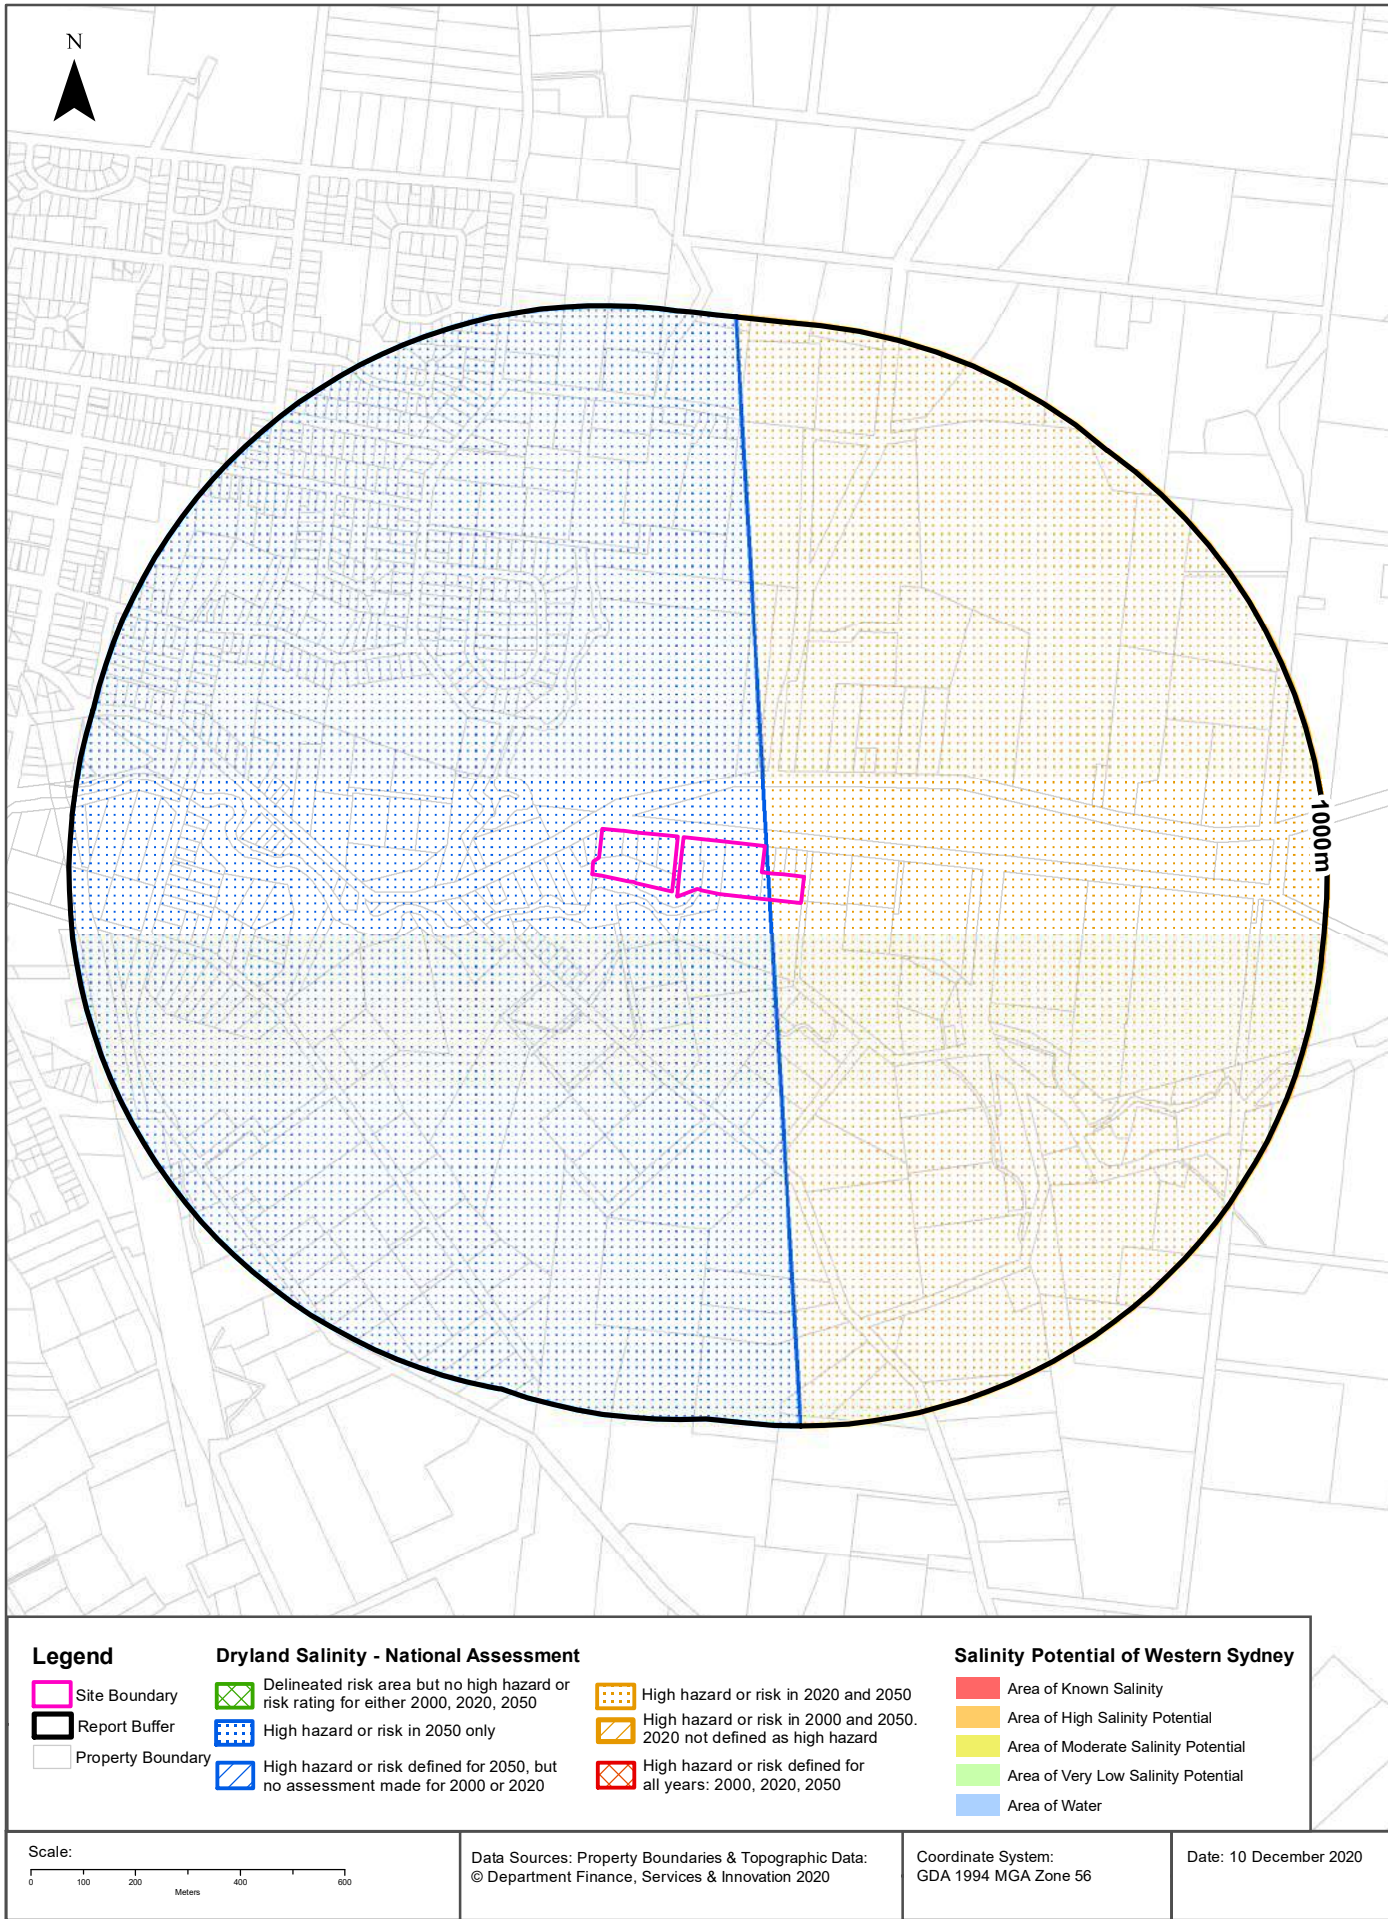 N
1000m
Legend
Site Boundary
Report Buffer
Property Boundary
Dryland Salinity - National Assessment
Delineated risk area but no high hazard or
risk rating for either 2000, 2020, 2050
High hazard or risk in 2050 only
High hazard or risk defined for 2050, but
no assessment made for 2000 or 2020
High hazard or risk in 2020 and 2050
High hazard or risk in 2000 and 2050.
2020 not defined as high hazard
High hazard or risk defined for
all years: 2000, 2020, 2050
Salinity Potential of Western Sydney
Area of Known Salinity
Area of High Salinity Potential
Area of Moderate Salinity Potential
Area of Very Low Salinity Potential
Area of Water
Scale:
0 100 200 400 600
Meters
Data Sources: Property Boundaries & Topographic Data:
© Department Finance, Services & Innovation 2020
Coordinate System:
GDA 1994 MGA Zone 56
Date: 10 December 2020